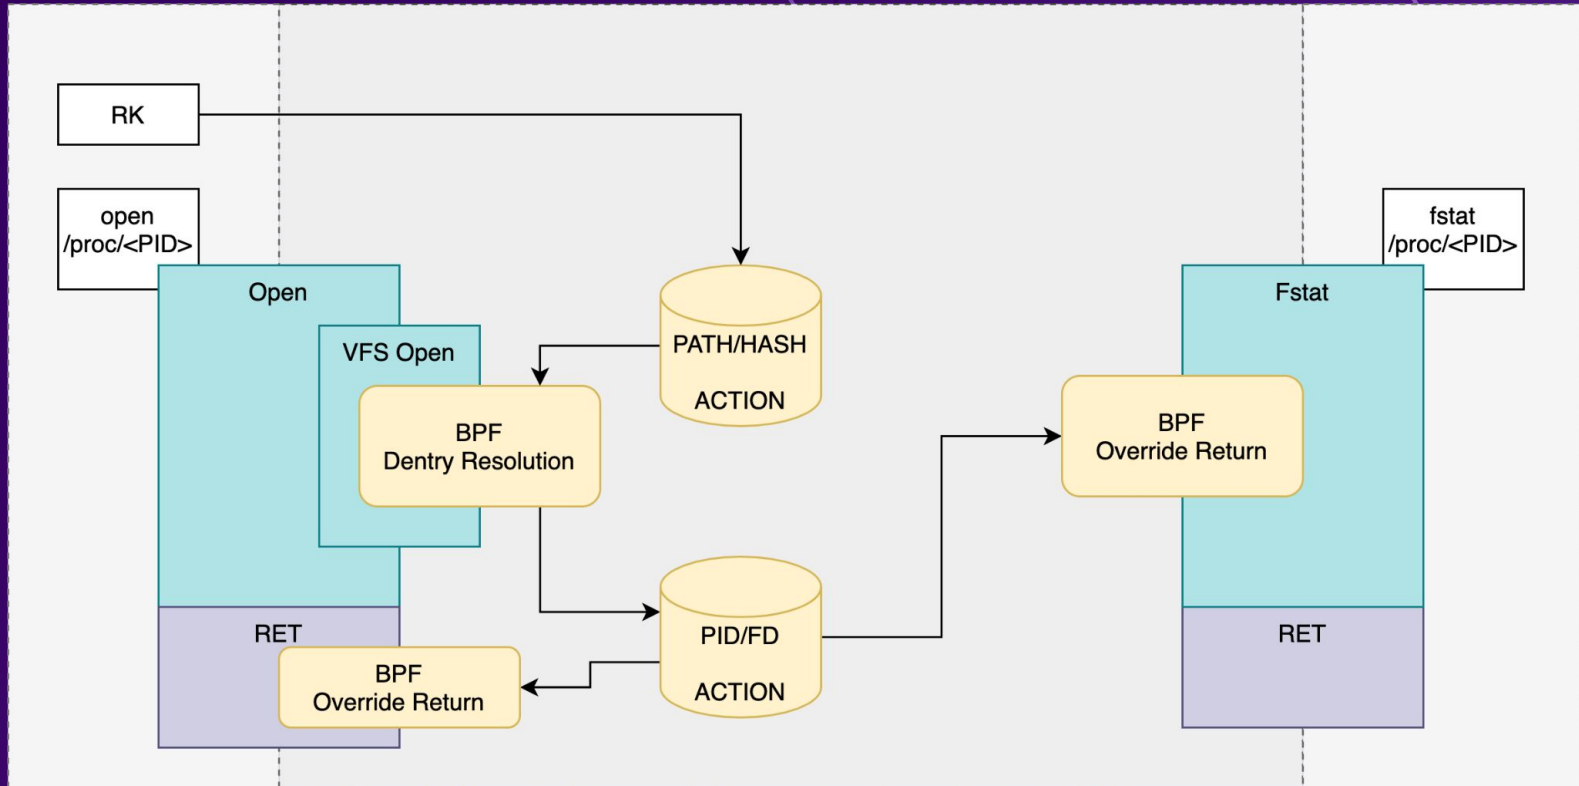 RK
open
/proc/<PID>
fstat
/proc/<PID>
Open
Fstat
VFS Open
PATH/HASH
ACTION
BPF
Dentry Resolution
BPF
Override Return
RET
PID/FD
ACTION
RET
BPF
Override Return